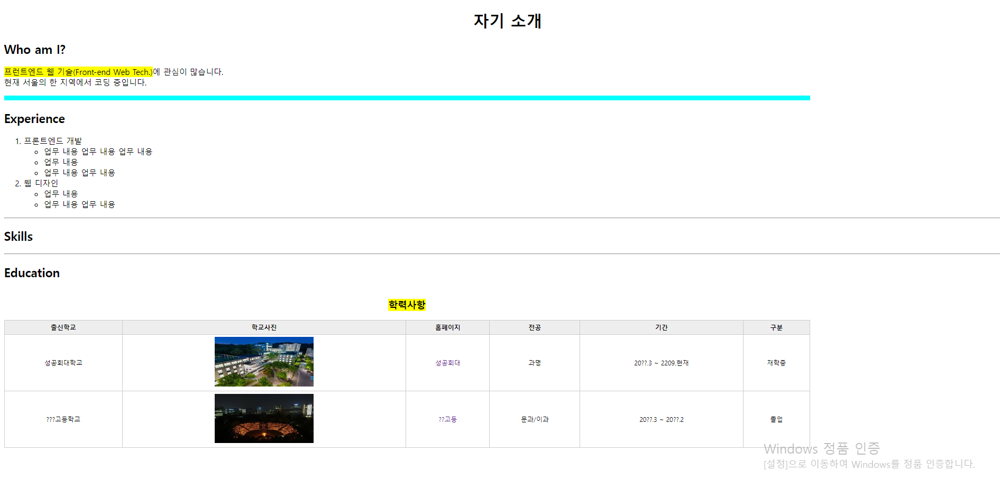 자기 소개
Who am I?
프런트엔드 웹 기술(Front-end Web Tech.)에 관심이 많습니다.
현재 서울의 한 지역에서 코딩 중입니다.
Experience
1. 프론트엔드 개발
업무 내용 업무 내용 업무 내용
업무 내용
업무 내용 업무 내용
2. 웹 디자인
업무 내용
업무 내용 업무 내용
Skills
Education
학력사항
출신학교 학교사진 홈페이지 전공 기간 구분
성공회대학교 성공회대 과명 20??.3 ~ 2209.현재 재학중
???고등학교 ??고등 문과/이과 20??.3 ~ 20??.2 졸업
Windows 정품 인증
[설정]으로 이동하여 Windows를 정품 인증합니다.